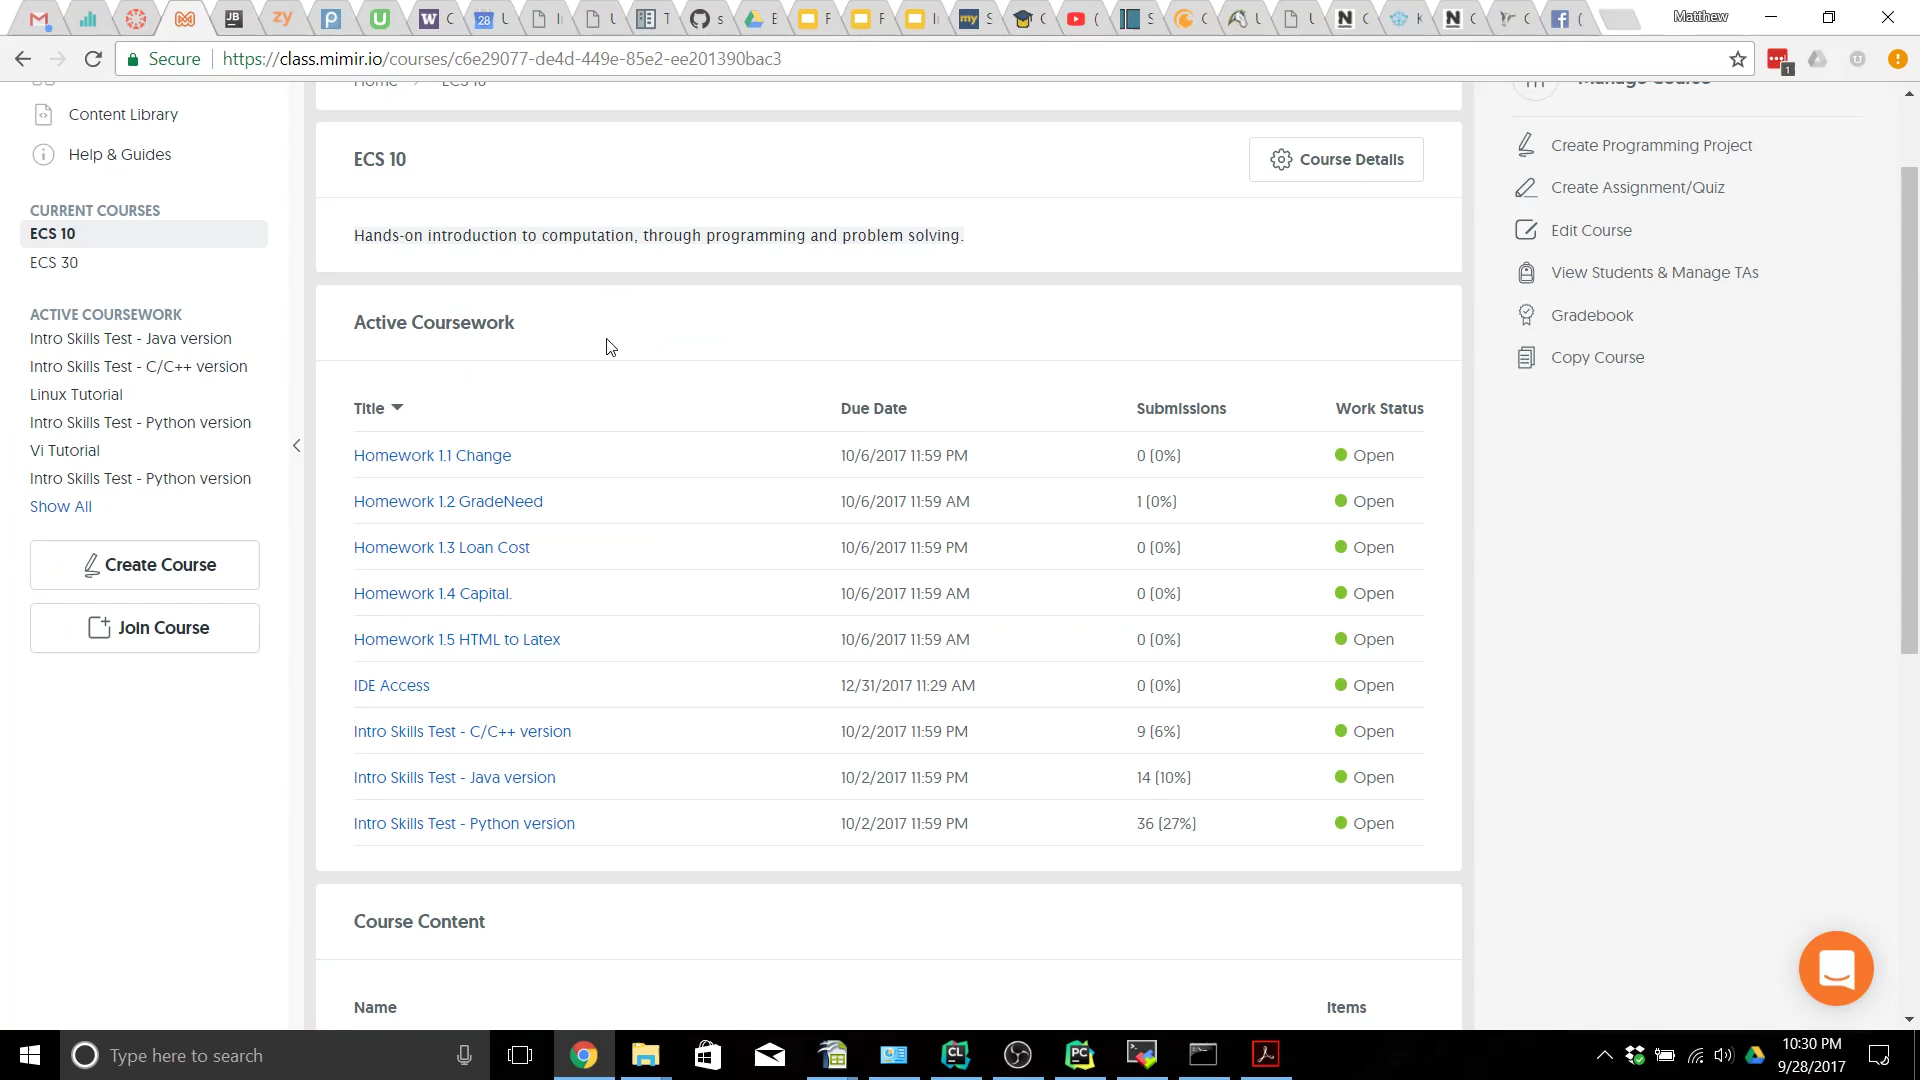 Matthew
Secure https://class.mimir.io/courses/c6e29077-de4d-449e-85e2-ee201390bac3
Home > ECS 10
Manage Course
Content Library
Help & Guides
CURRENT COURSES
ECS 10
ECS 30
ACTIVE COURSEWORK
Intro Skills Test - Java version
Intro Skills Test - C/C++ version
Linux Tutorial
Intro Skills Test - Python version
Vi Tutorial
Intro Skills Test - Python version
Show All
Create Course
Join Course
ECS 10
Course Details
Hands-on introduction to computation, through programming and problem solving.
Active Coursework
Title Due Date Submissions Work Status
Homework 1.1 Change 10/6/2017 11:59 PM 0 (0%) Open
Homework 1.2 GradeNeed 10/6/2017 11:59 AM 1 (0%) Open
Homework 1.3 Loan Cost 10/6/2017 11:59 PM 0 (0%) Open
Homework 1.4 Capital. 10/6/2017 11:59 AM 0 (0%) Open
Homework 1.5 HTML to Latex 10/6/2017 11:59 AM 0 (0%) Open
IDE Access 12/31/2017 11:29 AM 0 (0%) Open
Intro Skills Test - C/C++ version 10/2/2017 11:59 PM 9 (6%) Open
Intro Skills Test - Java version 10/2/2017 11:59 PM 14 (10%) Open
Intro Skills Test - Python version 10/2/2017 11:59 PM 36 (27%) Open
Course Content
Name Items
Create Programming Project
Create Assignment/Quiz
Edit Course
View Students & Manage TAs
Gradebook
Copy Course
Type here to search
10:30 PM
9/28/2017